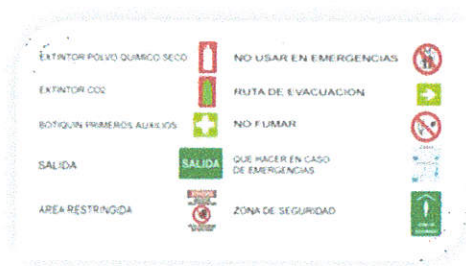 EXTINTOR POLVO QUIMICO SECO
NO USAR EN EMERGENCIAS
EXTINTOR CO2
RUTA DE EVACUACION
BOTIQUIN PRIMEROS AUXILIOS
NO FUMAR
SALIDA
SALIDA
QUE HACER EN CASO
DE EMERGENCIAS
AREA RESTRINGIDA
ZONA DE SEGURIDAD